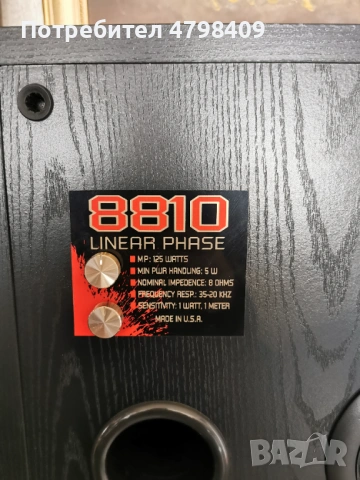 Потребител 4798409
8810
LINEAR PHASE
M.P.: 125 WATTS
MIN PWR HANDLING: 5 W
NOMINAL IMPEDENCE: 8 OHMS
FREQUENCY RESP.: 35-20 KHZ
SENSITIVITY: 1 WATT, 1 METER
MADE IN U.S.A.
BAZAR